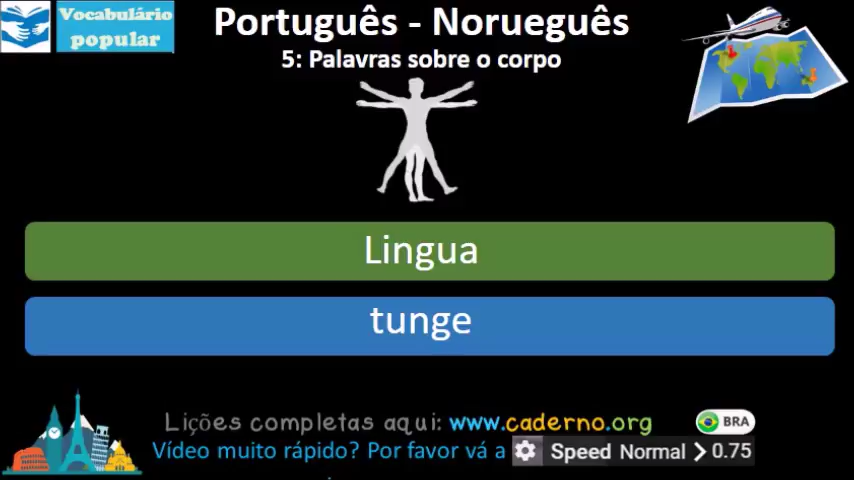 Vocabulário
popular
Português - Norueguês
5: Palavras sobre o corpo
Lingua
tunge
Lições completas aqui: www.caderno.org
BRA
Vídeo muito rápido? Por favor vá a Speed Normal > 0.75